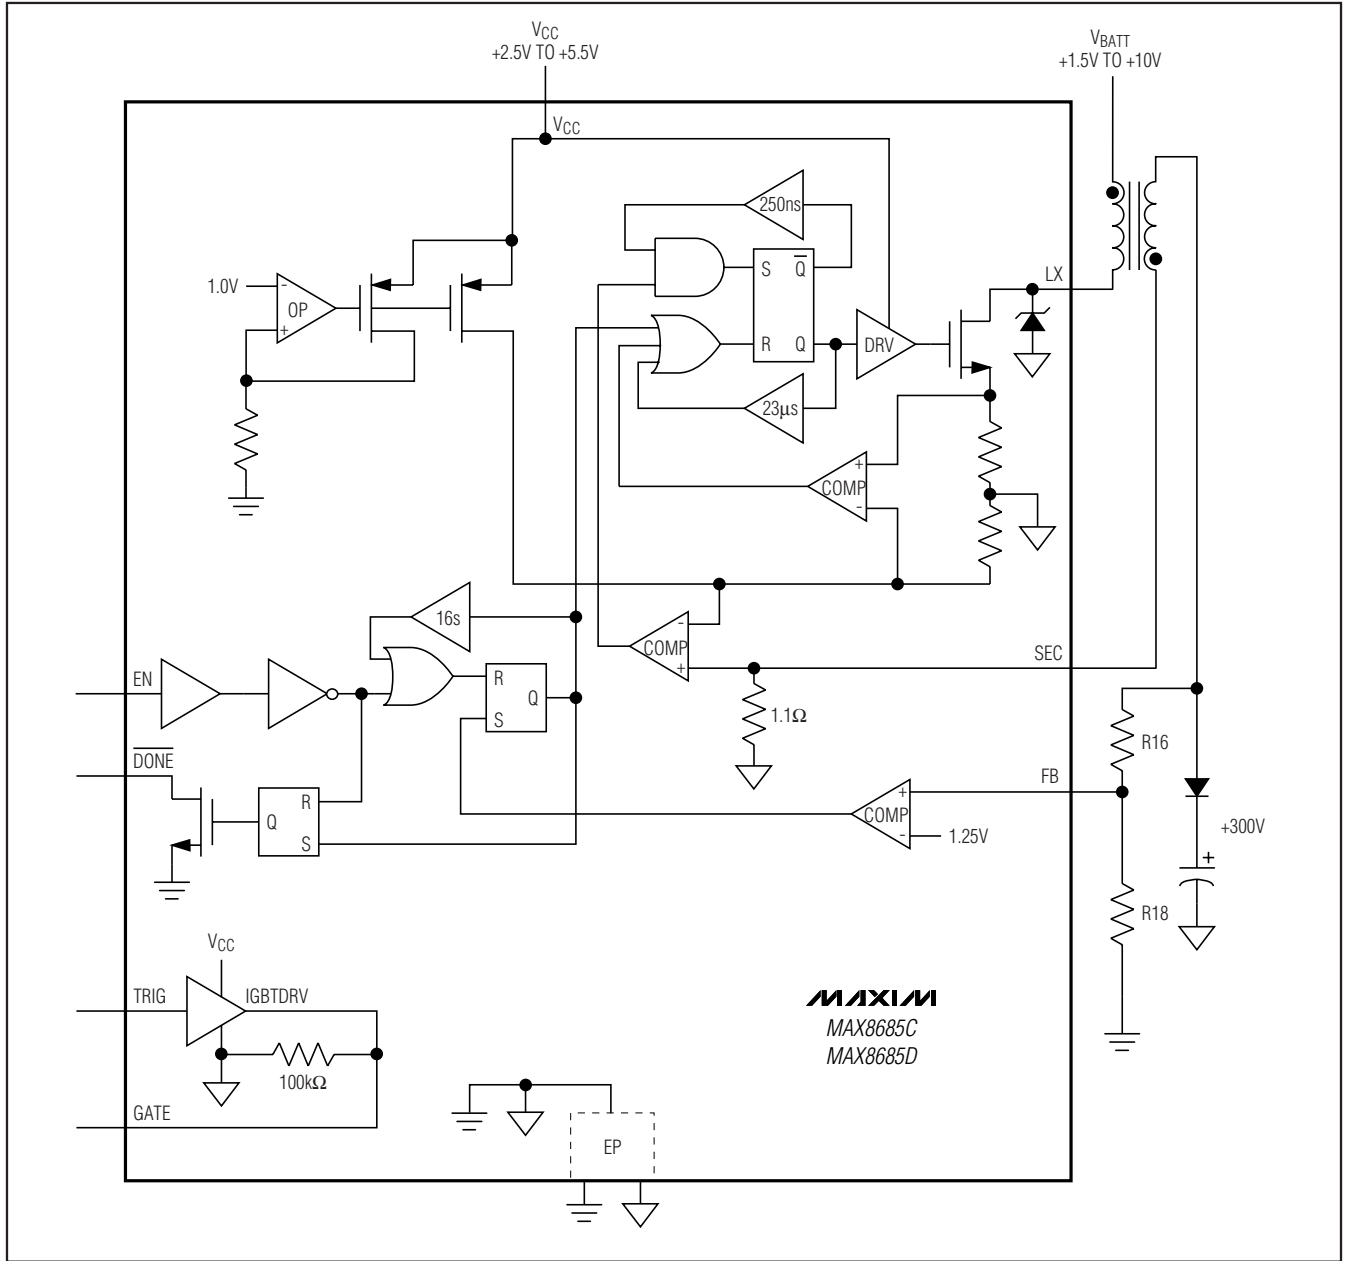 VCC
+2.5V TO +5.5V
VBATT
+1.5V TO +10V
VCC
250ns
1.0V
-
OP
+
S
Q̅
R
Q
DRV
LX
23µs
+
COMP
-
16s
-
COMP
+
SEC
EN
R
Q
S
1.1Ω
D̅O̅N̅E̅
R16
FB
R
Q
S
+
COMP
-
1.25V
+300V
+
R18
VCC
TRIG
IGBTDRV
100kΩ
GATE
MAXIM
MAX8685C
MAX8685D
EP